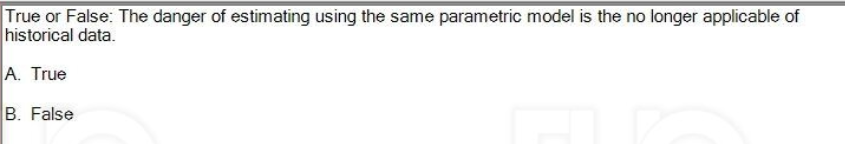 True or False: The danger of estimating using the same parametric model is the no longer applicable of
historical data.
A. True
B. False